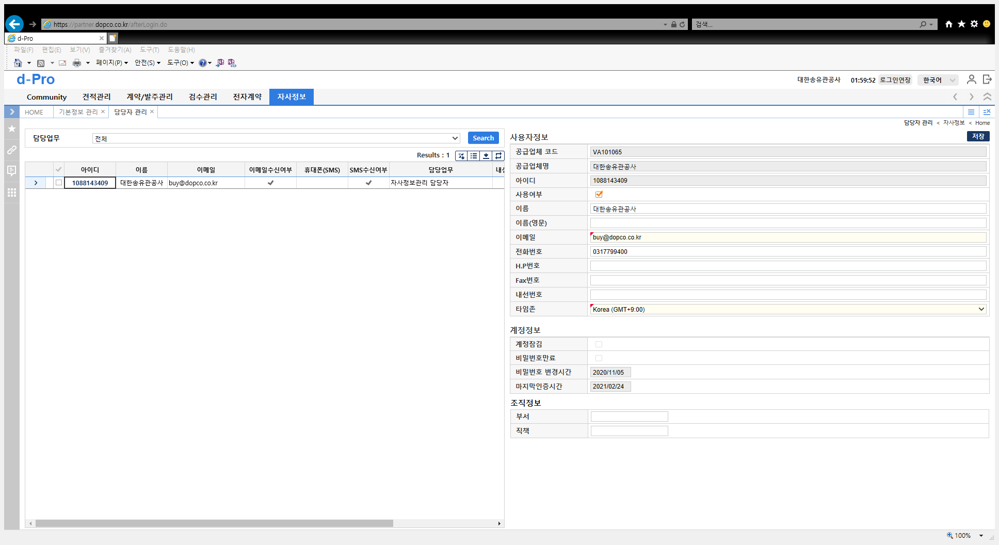 https://partner.dopco.co.kr/afterLogin.do
검색...
d-Pro
파일(F) 편집(E) 보기(V) 즐겨찾기(A) 도구(T) 도움말(H)
페이지(P) 안전(S) 도구(O)
d-Pro
대한송유관공사 01:59:52 로그인연장 한국어
Community 견적관리 계약/발주관리 검수관리 전자계약 자사정보
HOME 기본정보 관리 담당자 관리
담당자 관리 < 자사정보 < Home
담당업무 전체 Search
Results : 1
아이디 이름 이메일 이메일수신여부 휴대폰(SMS) SMS수신여부 담당업무
1088143409 대한송유관공사 buy@dopco.co.kr 자사정보관리 담당자
사용자정보 저장
공급업체 코드 VA101065
공급업체명 대한송유관공사
아이디 1088143409
사용여부
이름 대한송유관공사
이름(영문)
이메일 buy@dopco.co.kr
전화번호 0317799400
H.P번호
Fax번호
내선번호
타임존 Korea (GMT+9:00)
계정정보
계정잠김
비밀번호만료
비밀번호 변경시간 2020/11/05
마지막인증시간 2021/02/24
조직정보
부서
직책
100%